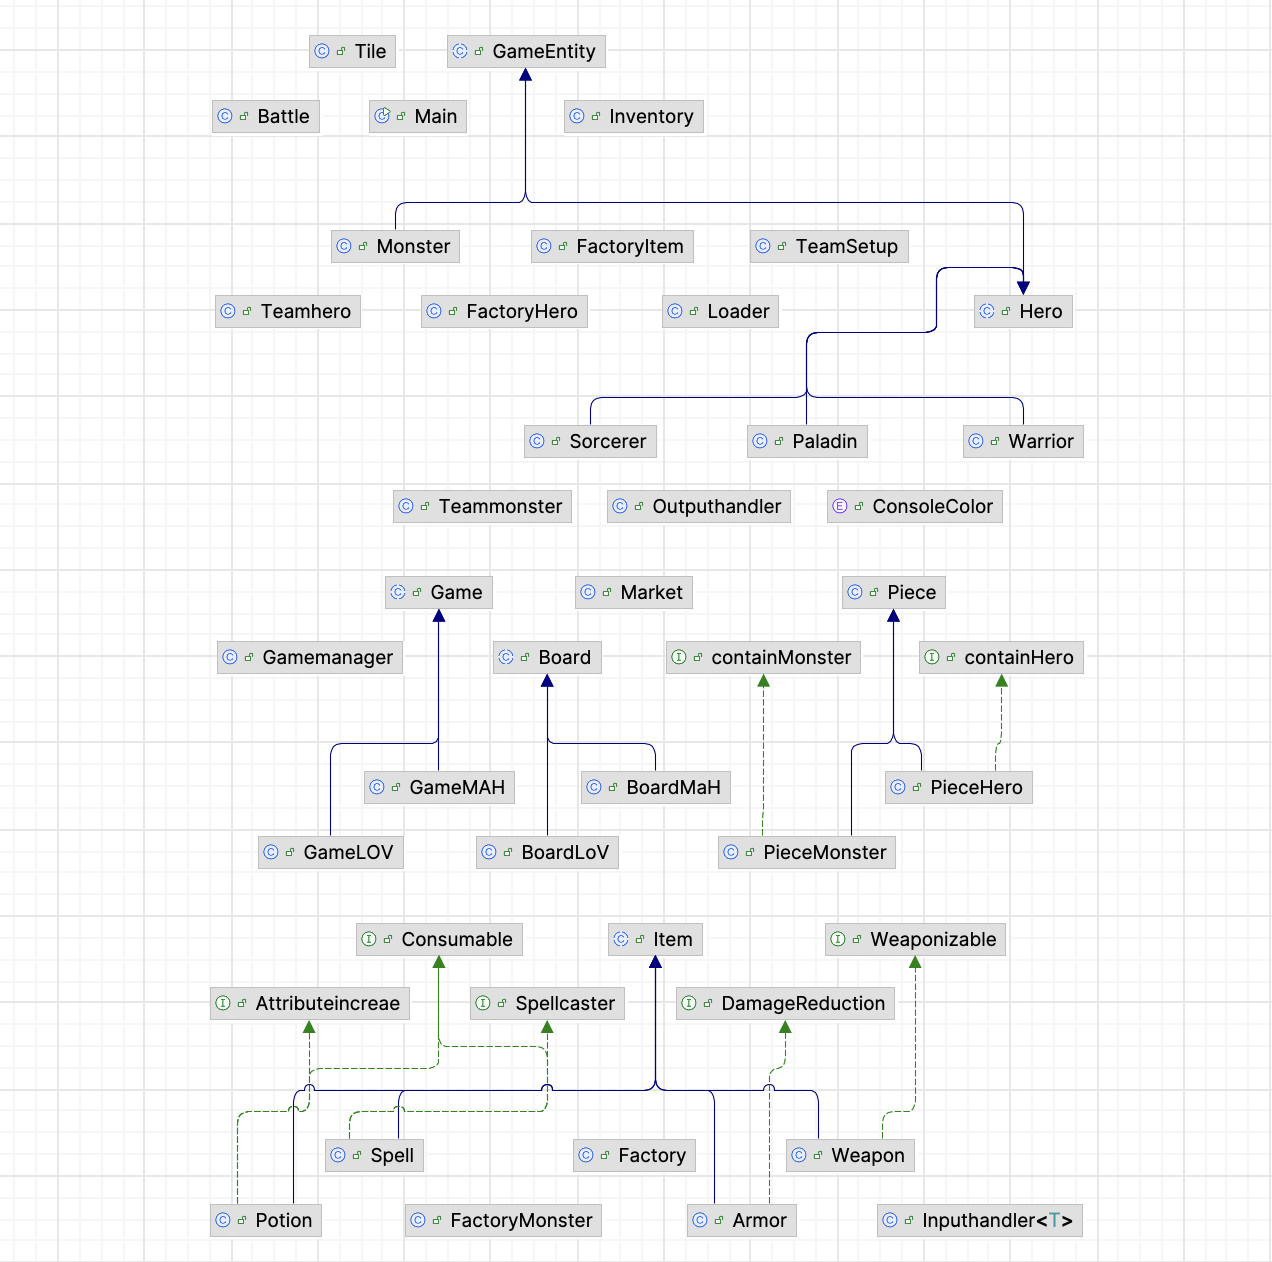 Tile GameEntity
Battle Main Inventory
Monster FactoryItem TeamSetup
Teamhero FactoryHero Loader Hero
Sorcerer Paladin Warrior
Teammonster Outputhandler ConsoleColor
Game Market Piece
Gamemanager Board containMonster containHero
GameMAH BoardMaH PieceHero
GameLOV BoardLoV PieceMonster
Consumable Item Weaponizable
Attributeincreae Spellcaster DamageReduction
Spell Factory Weapon
Potion FactoryMonster Armor Inputhandler<T>